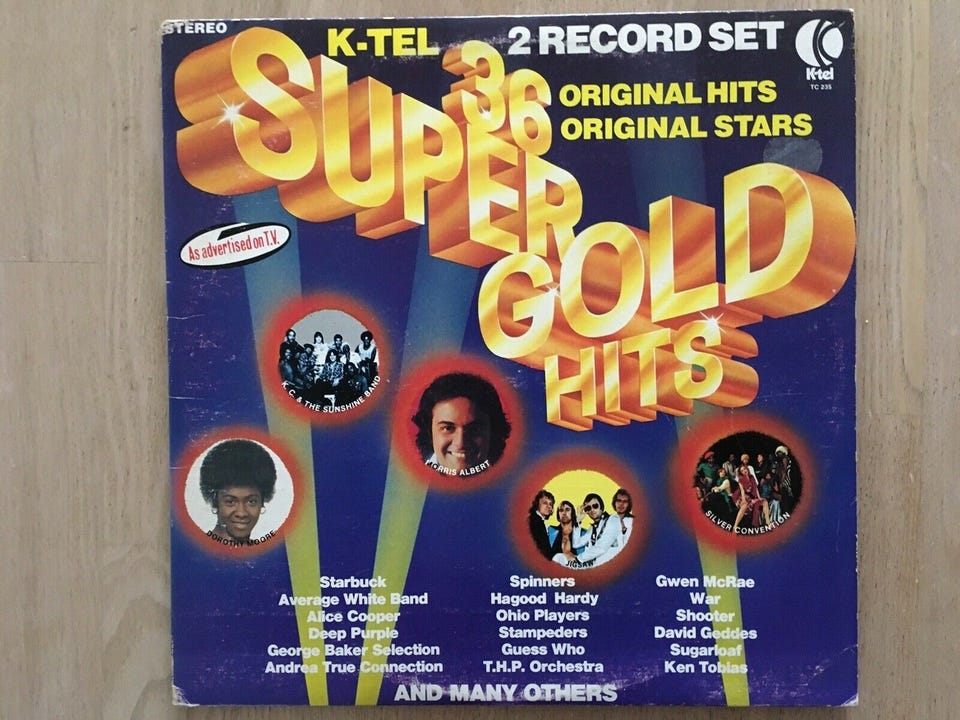 STEREO
K-TEL 2 RECORD SET
K-tel
TC 235
36 ORIGINAL HITS
ORIGINAL STARS
SUPER
GOLD
HITS
As advertised on T.V.
K.C. & THE SUNSHINE BAND
MORRIS ALBERT
DOROTHY MOORE
JIGSAW
SILVER CONVENTION
Starbuck Spinners Gwen McRae
Average White Band Hagood Hardy War
Alice Cooper Ohio Players Shooter
Deep Purple Stampeders David Geddes
George Baker Selection Guess Who Sugarloaf
Andrea True Connection T.H.P. Orchestra Ken Tobias
AND MANY OTHERS